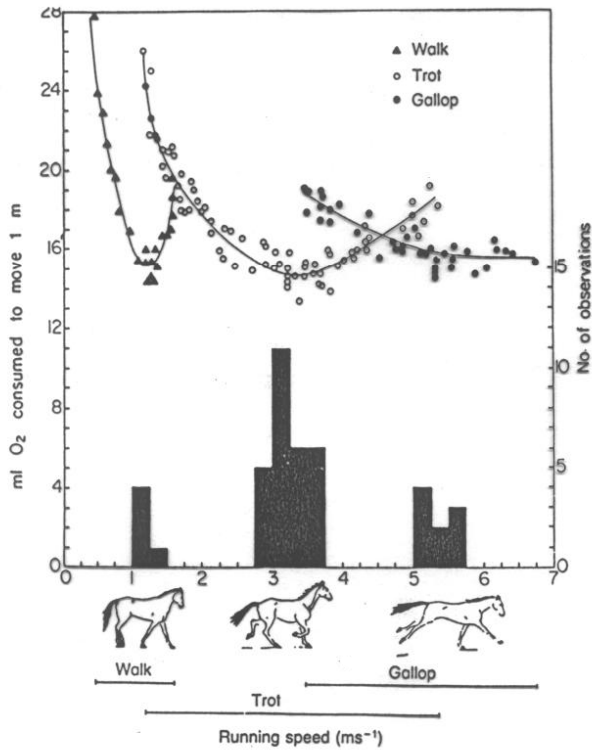 28
24
20
16
12
8
4
0
ml O₂ consumed to move 1 m
▲ Walk
○ Trot
● Gallop
15
10
5
0
No· of observations
0 1 2 3 4 5 6 7
Walk
Gallop
Trot
Running speed (ms⁻¹)